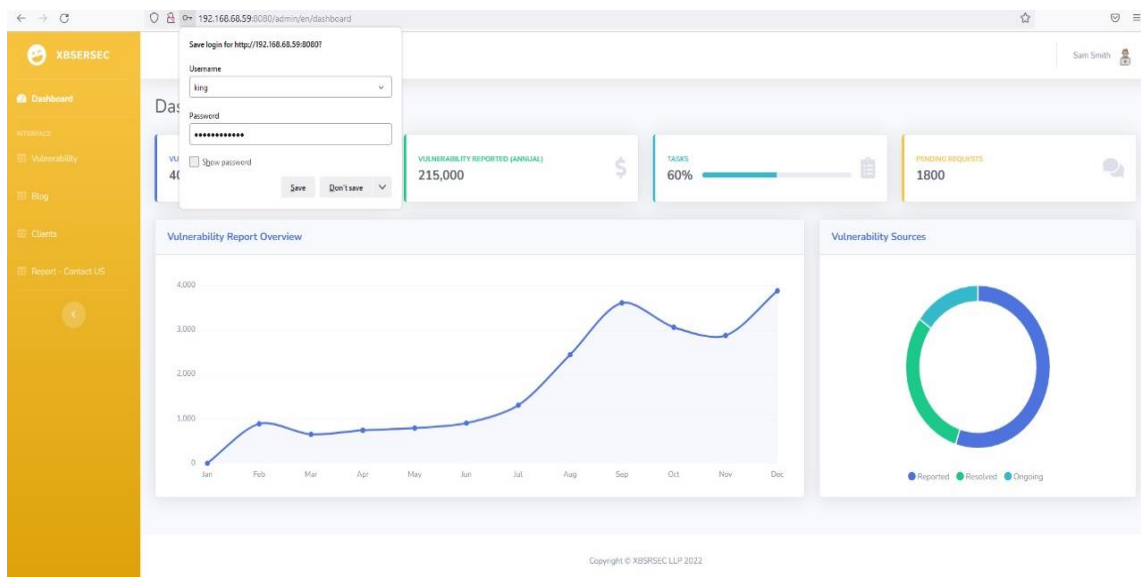 192.168.68.59:8080/admin/en/dashboard
XBSERSEC
Sam Smith
Save login for http://192.168.68.59:8080?
Username
king
Password
••••••••••••
Show password
Save Don't save
Dashboard
INTERFACE
Vulnerability
Blog
Clients
Report - Contact US
Das
VU
40
VULNERABILITY REPORTED (ANNUAL)
215,000
TASKS
60%
PENDING REQUESTS
1800
Vulnerability Report Overview
4,000
3,000
2,000
1,000
0
Jan Feb Mar Apr May Jun Jul Aug Sep Oct Nov Dec
Vulnerability Sources
Reported Resolved Ongoing
Copyright © XBSRSEC LLP 2022